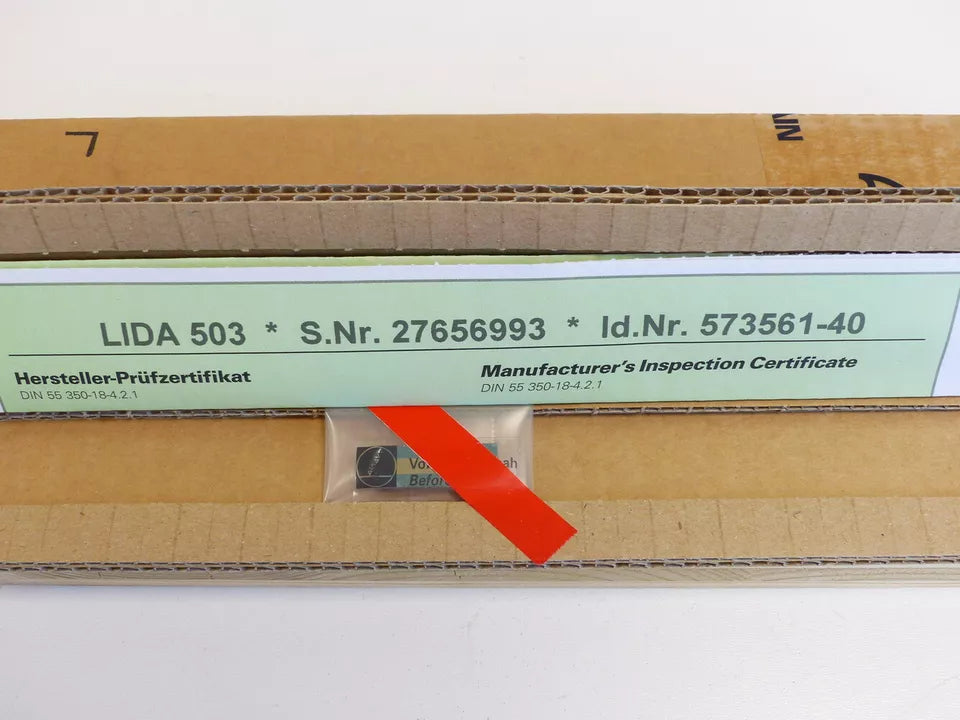 NN
LIDA 503 * S.Nr. 27656993 * Id.Nr. 573561-40
Hersteller-Prüfzertifikat
DIN 55 350-18-4.2.1
Manufacturer's Inspection Certificate
DIN 55 350-18-4.2.1